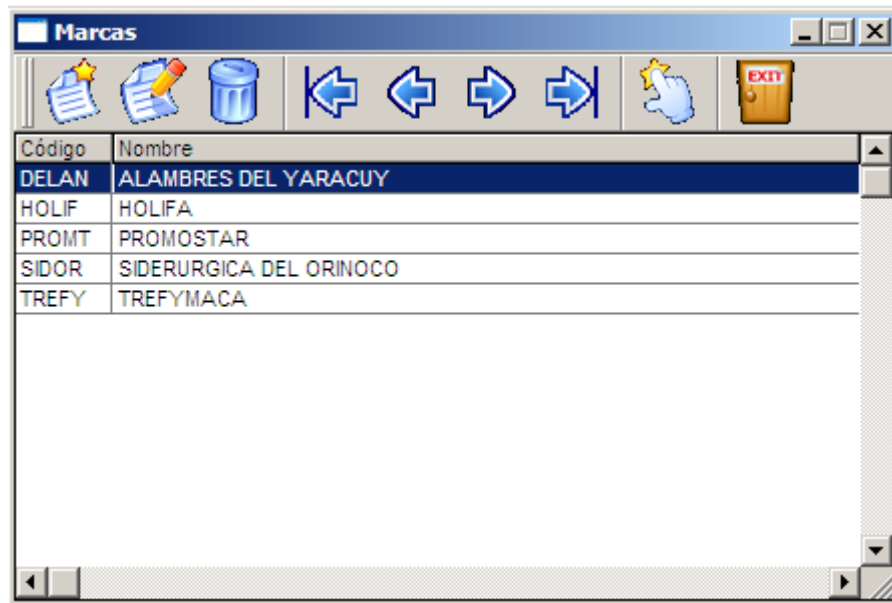 Marcas
EXIT
Código Nombre
DELAN ALAMBRES DEL YARACUY
HOLIF HOLIFA
PROMT PROMOSTAR
SIDOR SIDERURGICA DEL ORINOCO
TREFY TREFYMACA